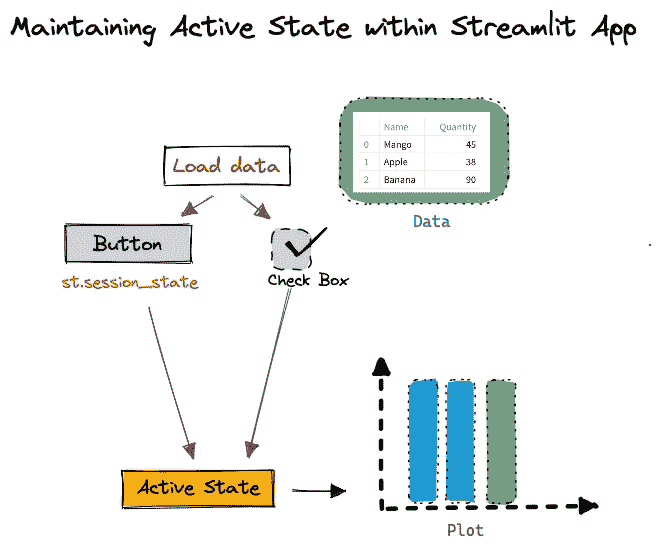 Maintaining Active State within Streamlit App
Name Quantity
0 Mango 45
1 Apple 38
2 Banana 90
Data
Load data
Button
st.session_state
Check Box
Active State
Plot